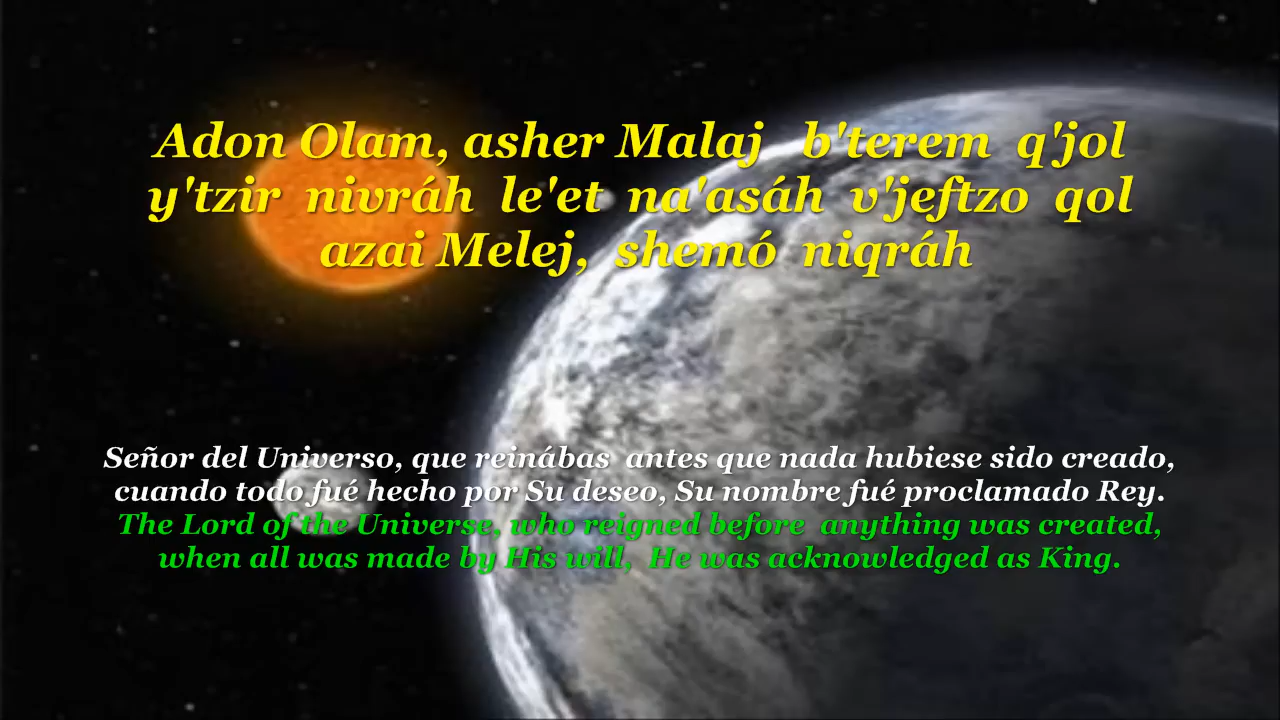 Adon Olam, asher Malaj b'terem q'jol
y'tzir nivráh le'et na'asáh v'jeftzo qol
azai Melej, shemó niqráh
Señor del Universo, que reinábas antes que nada hubiese sido creado,
cuando todo fué hecho por Su deseo, Su nombre fué proclamado Rey.
The Lord of the Universe, who reigned before anything was created,
when all was made by His will, He was acknowledged as King.